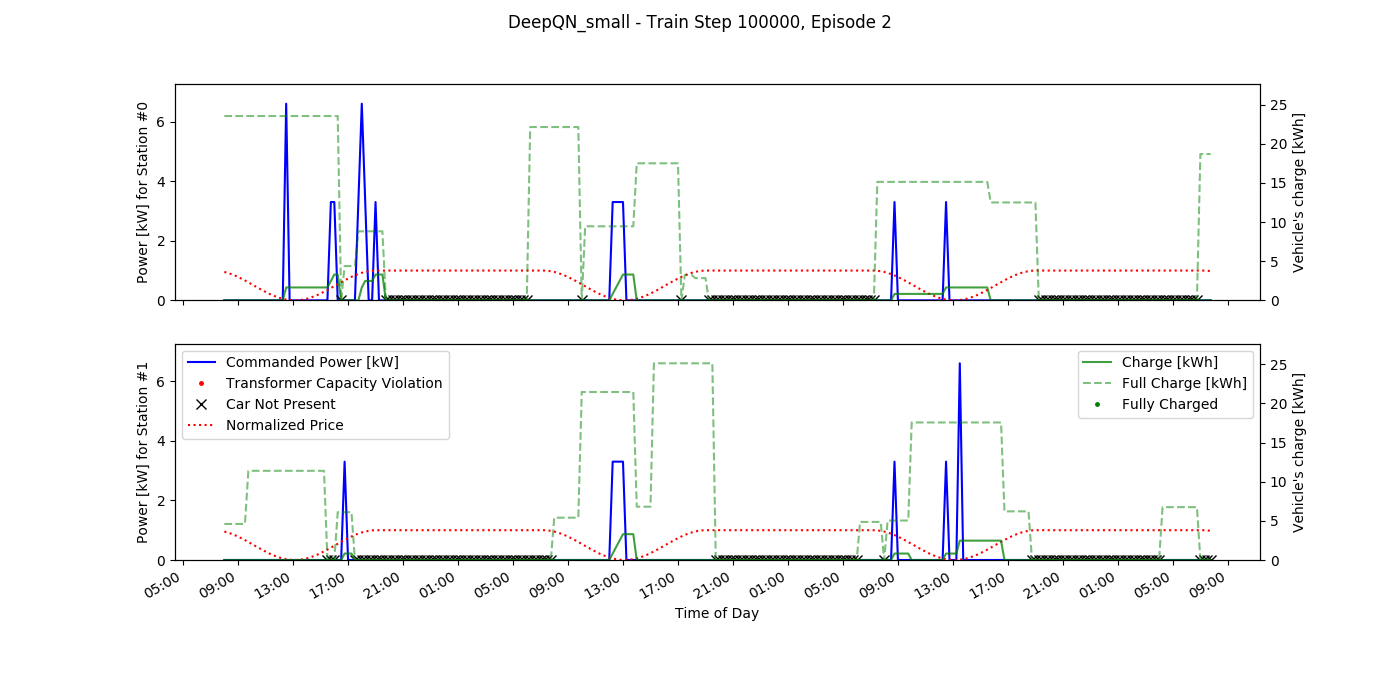 DeepQN_small - Train Step 100000, Episode 2
Power [kW] for Station #0
6
4
2
0
25
20
15
10
5
0
Vehicle's charge [kWh]
Power [kW] for Station #1
6
4
2
0
Commanded Power [kW]
Transformer Capacity Violation
Car Not Present
Normalized Price
Charge [kWh]
Full Charge [kWh]
Fully Charged
25
20
15
10
5
0
Vehicle's charge [kWh]
05:00 09:00 13:00 17:00 21:00 01:00 05:00 09:00 13:00 17:00 21:00 01:00 05:00 09:00 13:00 17:00 21:00 01:00 05:00 09:00
Time of Day